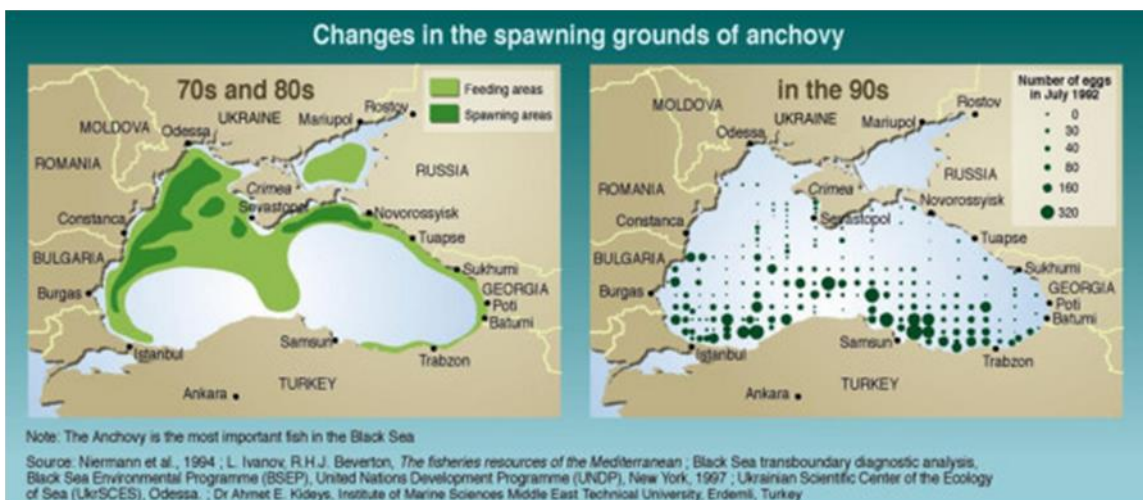 Changes in the spawning grounds of anchovy
70s and 80s
Feeding areas
Spawning areas
MOLDOVA
Odessa
UKRAINE
Mariupol
Rostov
ROMANIA
RUSSIA
Crimea
Sevastopol
Novorossyisk
Constanca
Tuapse
BULGARIA
Sukhumi
GEORGIA
Burgas
Poti
Batumi
Istanbul
Samsun
Trabzon
Ankara
TURKEY
in the 90s
Number of eggs
in July 1992
0
30
40
80
160
320
MOLDOVA
Odessa
UKRAINE
Mariupol
Rostov
ROMANIA
RUSSIA
Crimea
Sevastopol
Novorossyisk
Constanca
Tuapse
BULGARIA
Sukhumi
GEORGIA
Burgas
Poti
Batumi
Istanbul
Samsun
Trabzon
Ankara
TURKEY
Note: The Anchovy is the most important fish in the Black Sea
Source: Niermann et al., 1994 ; L. Ivanov, R.H.J. Beverton, The fisheries resources of the Mediterranean ; Black Sea transboundary diagnostic analysis,
Black Sea Environmental Programme (BSEP), United Nations Development Programme (UNDP), New York, 1997 ; Ukrainian Scientific Center of the Ecology
of Sea (UkrSCES), Odessa. ; Dr Ahmet E. Kideys, Institute of Marine Sciences Middle East Technical University, Erdemli, Turkey